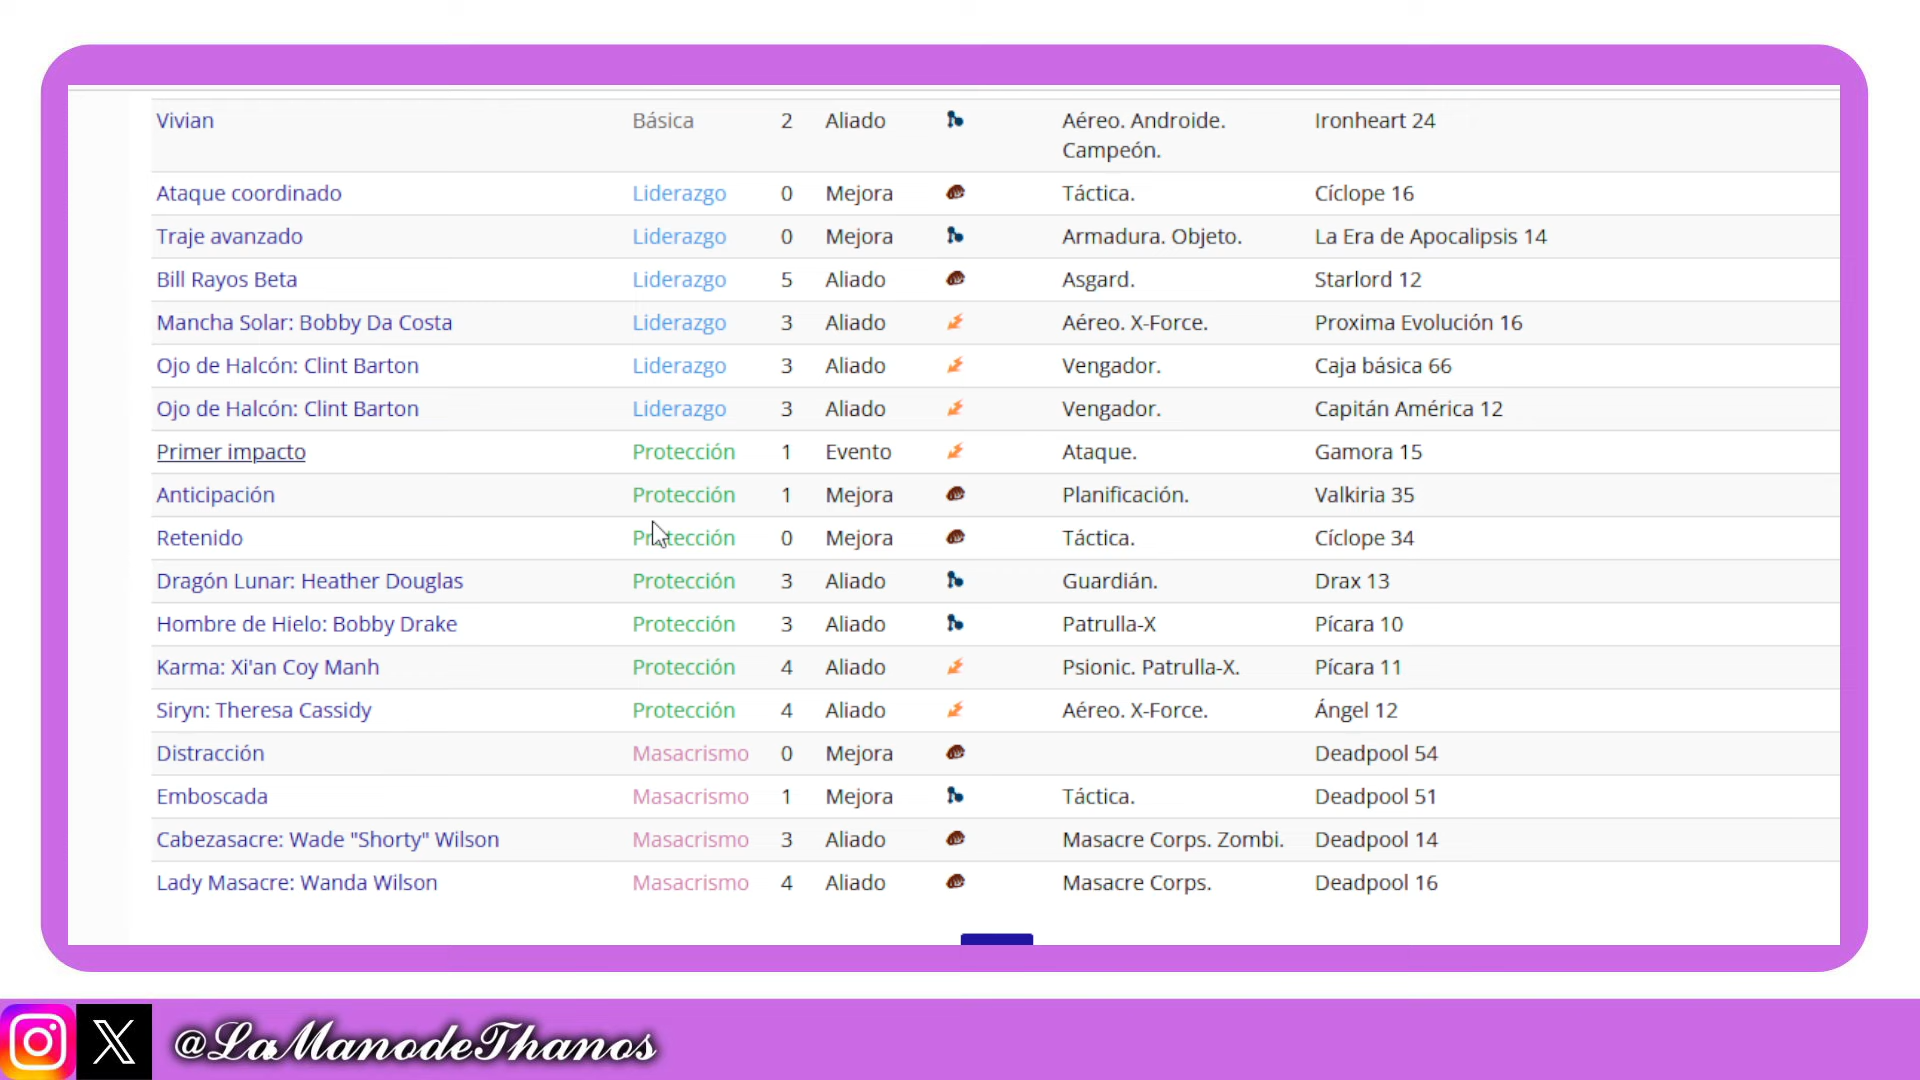 Vivian Básica 2 Aliado Aéreo. Androide. Ironheart 24
Campeón.
Ataque coordinado Liderazgo 0 Mejora Táctica. Cíclope 16
Traje avanzado Liderazgo 0 Mejora Armadura. Objeto. La Era de Apocalipsis 14
Bill Rayos Beta Liderazgo 5 Aliado Asgard. Starlord 12
Mancha Solar: Bobby Da Costa Liderazgo 3 Aliado Aéreo. X-Force. Proxima Evolución 16
Ojo de Halcón: Clint Barton Liderazgo 3 Aliado Vengador. Caja básica 66
Ojo de Halcón: Clint Barton Liderazgo 3 Aliado Vengador. Capitán América 12
Primer impacto Protección 1 Evento Ataque. Gamora 15
Anticipación Protección 1 Mejora Planificación. Valkiria 35
Retenido Protección 0 Mejora Táctica. Cíclope 34
Dragón Lunar: Heather Douglas Protección 3 Aliado Guardián. Drax 13
Hombre de Hielo: Bobby Drake Protección 3 Aliado Patrulla-X Pícara 10
Karma: Xi'an Coy Manh Protección 4 Aliado Psionic. Patrulla-X. Pícara 11
Siryn: Theresa Cassidy Protección 4 Aliado Aéreo. X-Force. Ángel 12
Distracción Masacrismo 0 Mejora Deadpool 54
Emboscada Masacrismo 1 Mejora Táctica. Deadpool 51
Cabezasacre: Wade "Shorty" Wilson Masacrismo 3 Aliado Masacre Corps. Zombi. Deadpool 14
Lady Masacre: Wanda Wilson Masacrismo 4 Aliado Masacre Corps. Deadpool 16
@LaManodeThanos